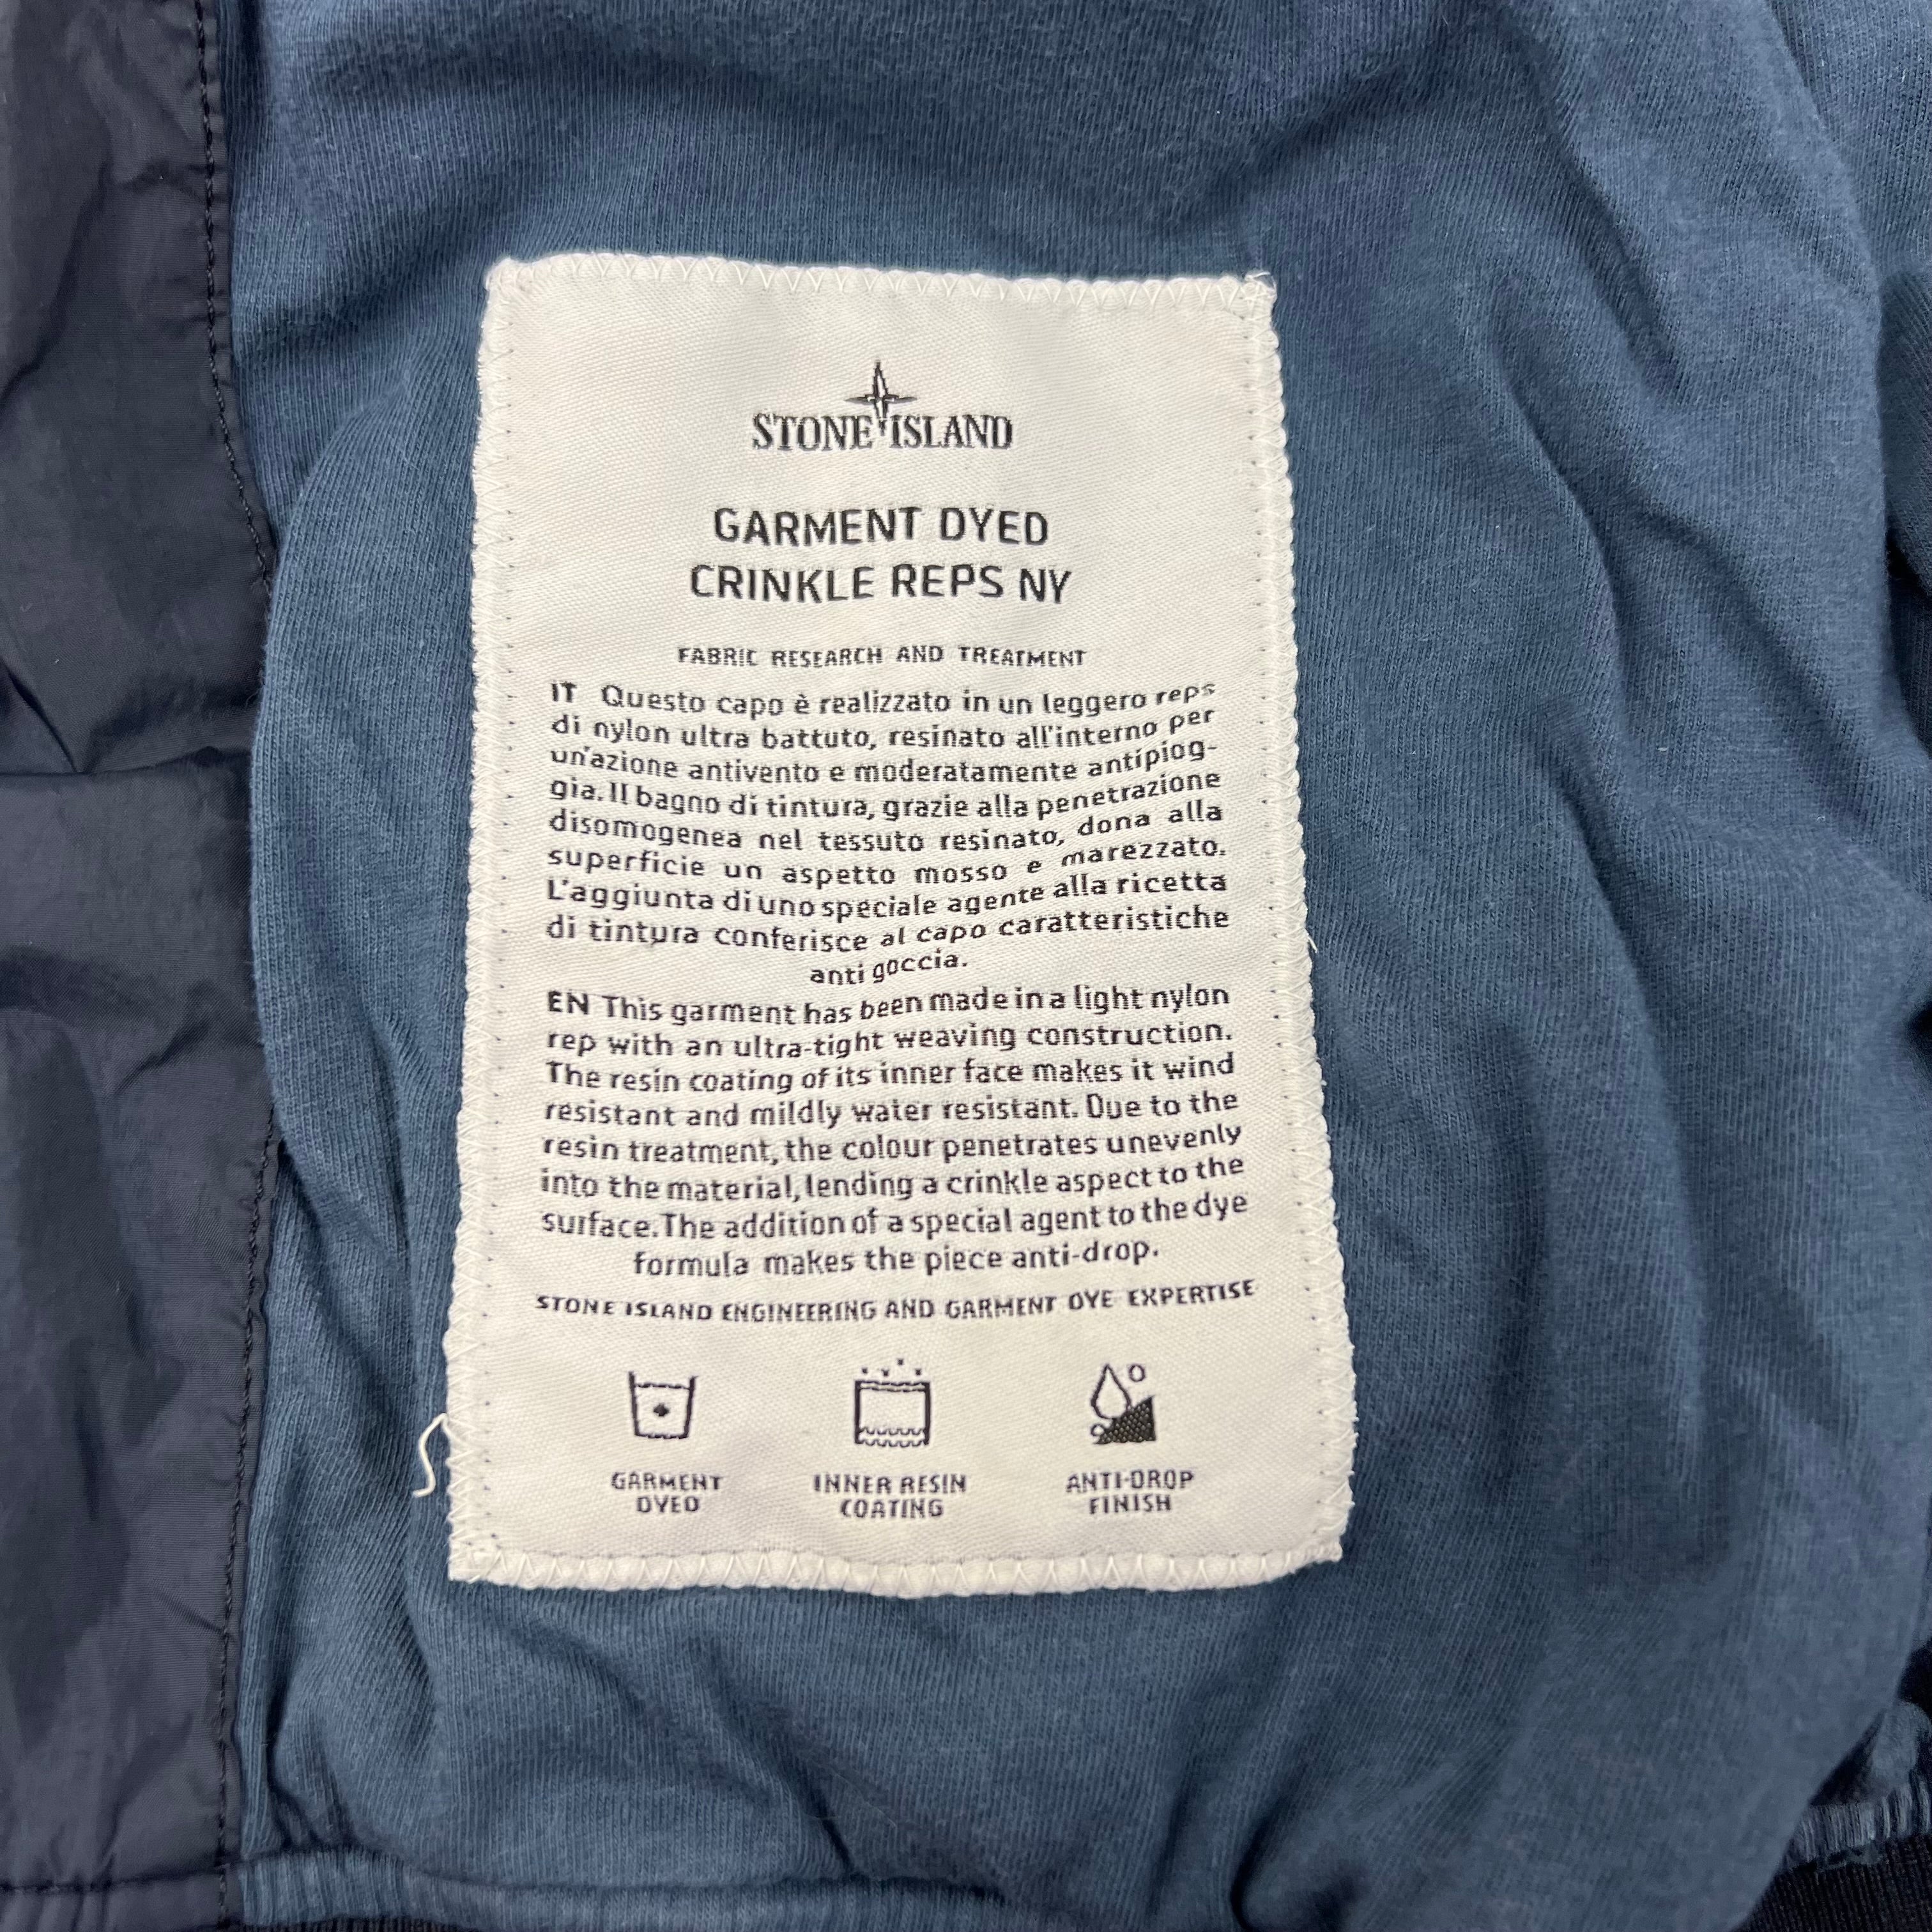 STONE ISLAND
GARMENT DYED
CRINKLE REPS NY
FABRIC RESEARCH AND TREATMENT
IT Questo capo è realizzato in un leggero reps
di nylon ultra battuto, resinato all'interno per
un'azione antivento e moderatamente antipiog-
gia. Il bagno di tintura, grazie alla penetrazione
disomogenea nel tessuto resinato, dona alla
superficie un aspetto mosso e marezzato.
L'aggiunta di uno speciale agente alla ricetta
di tintura conferisce al capo caratteristiche
anti goccia.
EN This garment has been made in a light nylon
rep with an ultra-tight weaving construction.
The resin coating of its inner face makes it wind
resistant and mildly water resistant. Due to the
resin treatment, the colour penetrates unevenly
into the material, lending a crinkle aspect to the
surface. The addition of a special agent to the dye
formula makes the piece anti-drop.
STONE ISLAND ENGINEERING AND GARMENT DYE EXPERTISE
GARMENT
DYED
INNER RESIN
COATING
ANTI-DROP
FINISH